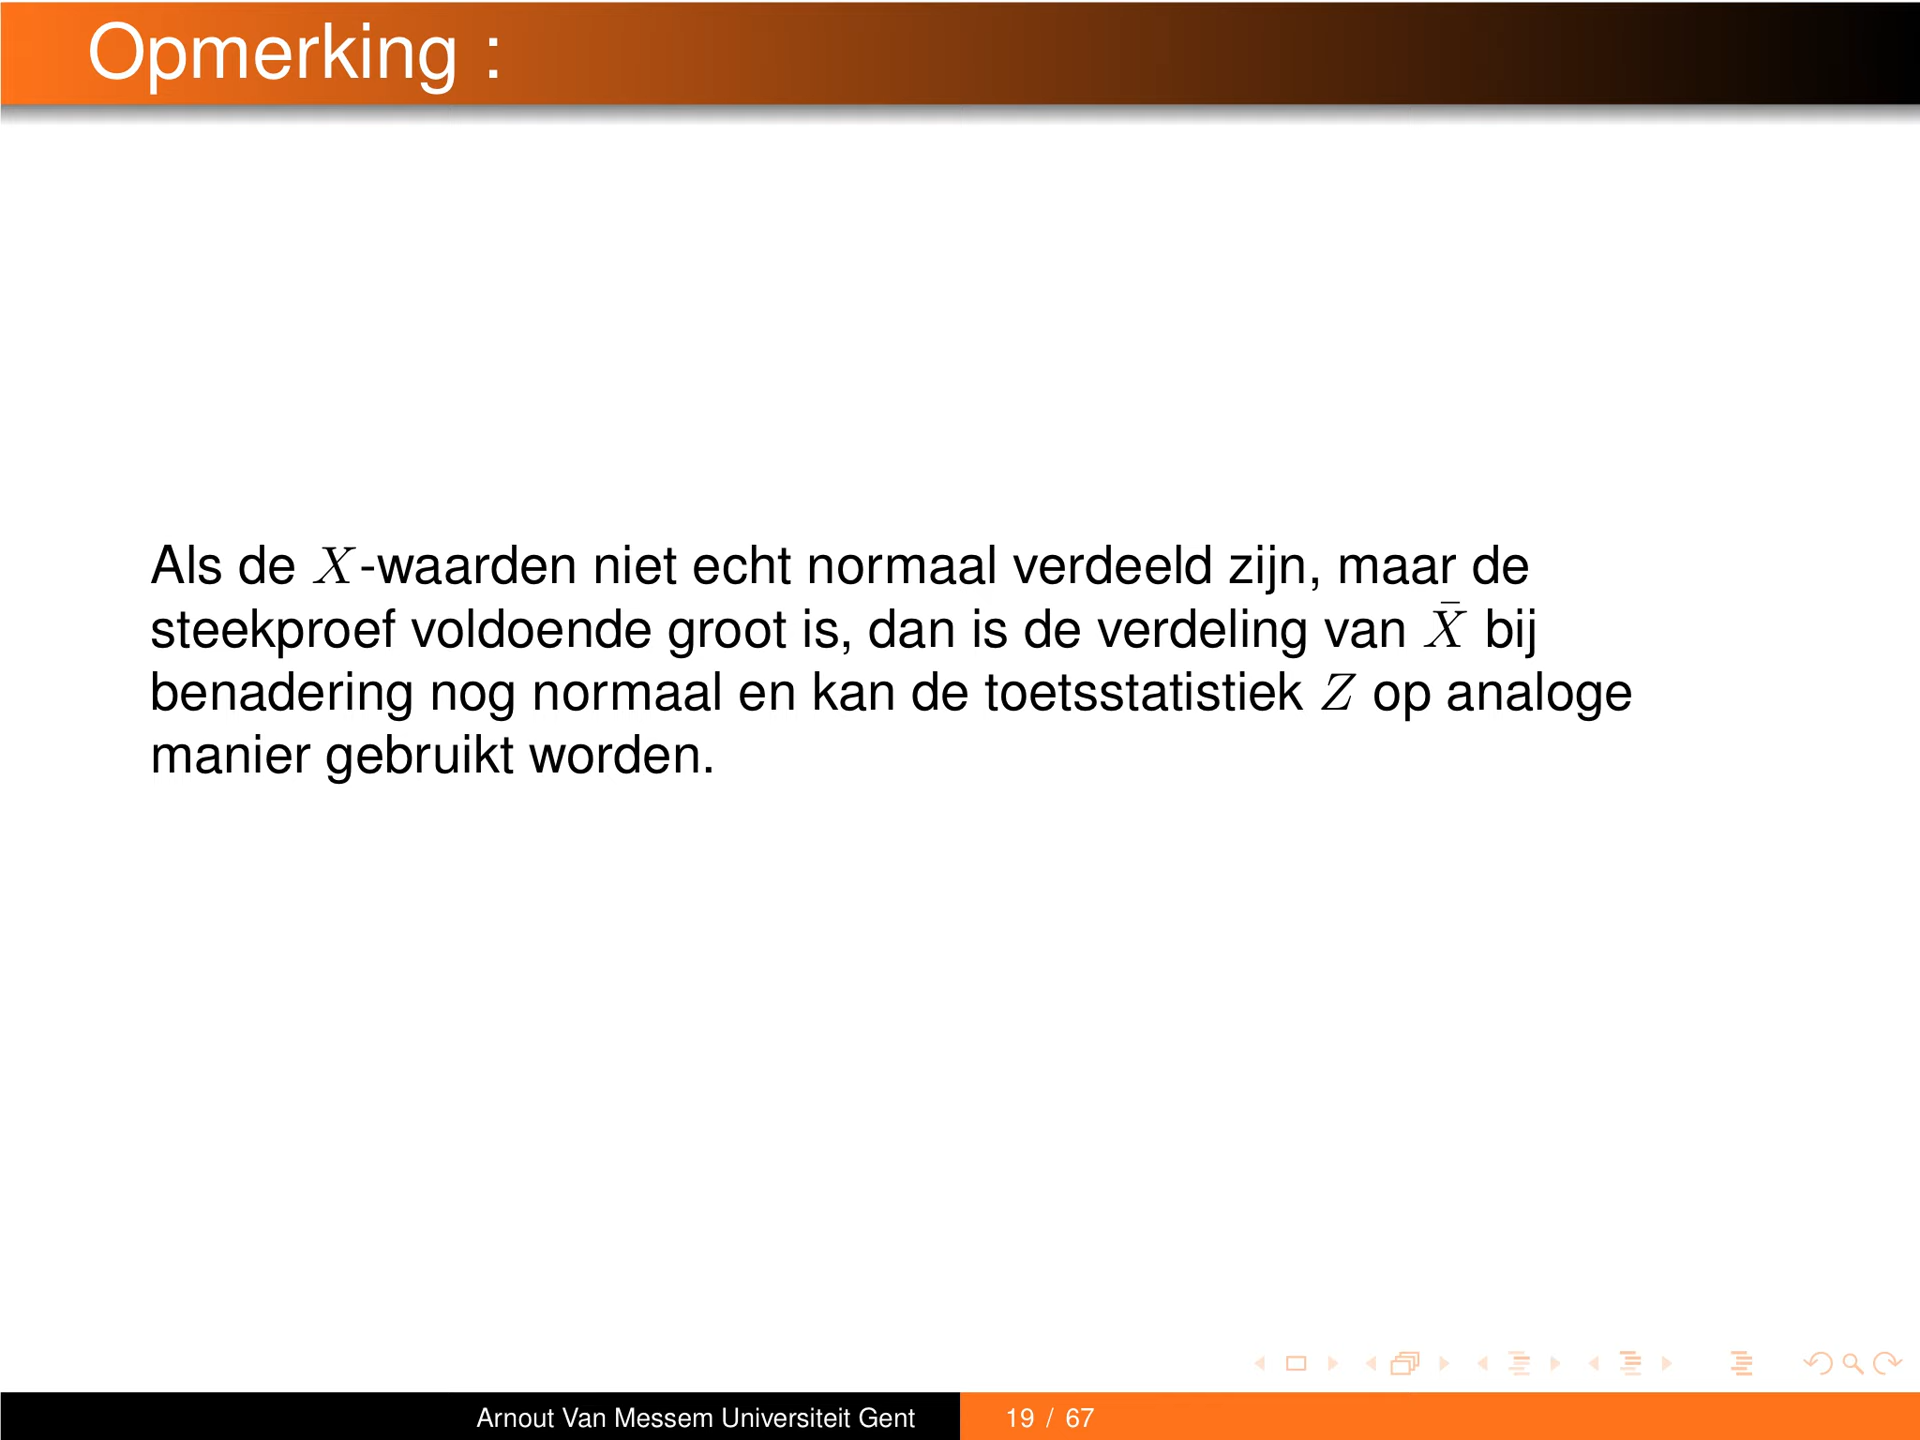 Opmerking :
Als de X-waarden niet echt normaal verdeeld zijn, maar de
steekproef voldoende groot is, dan is de verdeling van X̄ bij
benadering nog normaal en kan de toetsstatistiek Z op analoge
manier gebruikt worden.
Arnout Van Messem Universiteit Gent 19 / 67